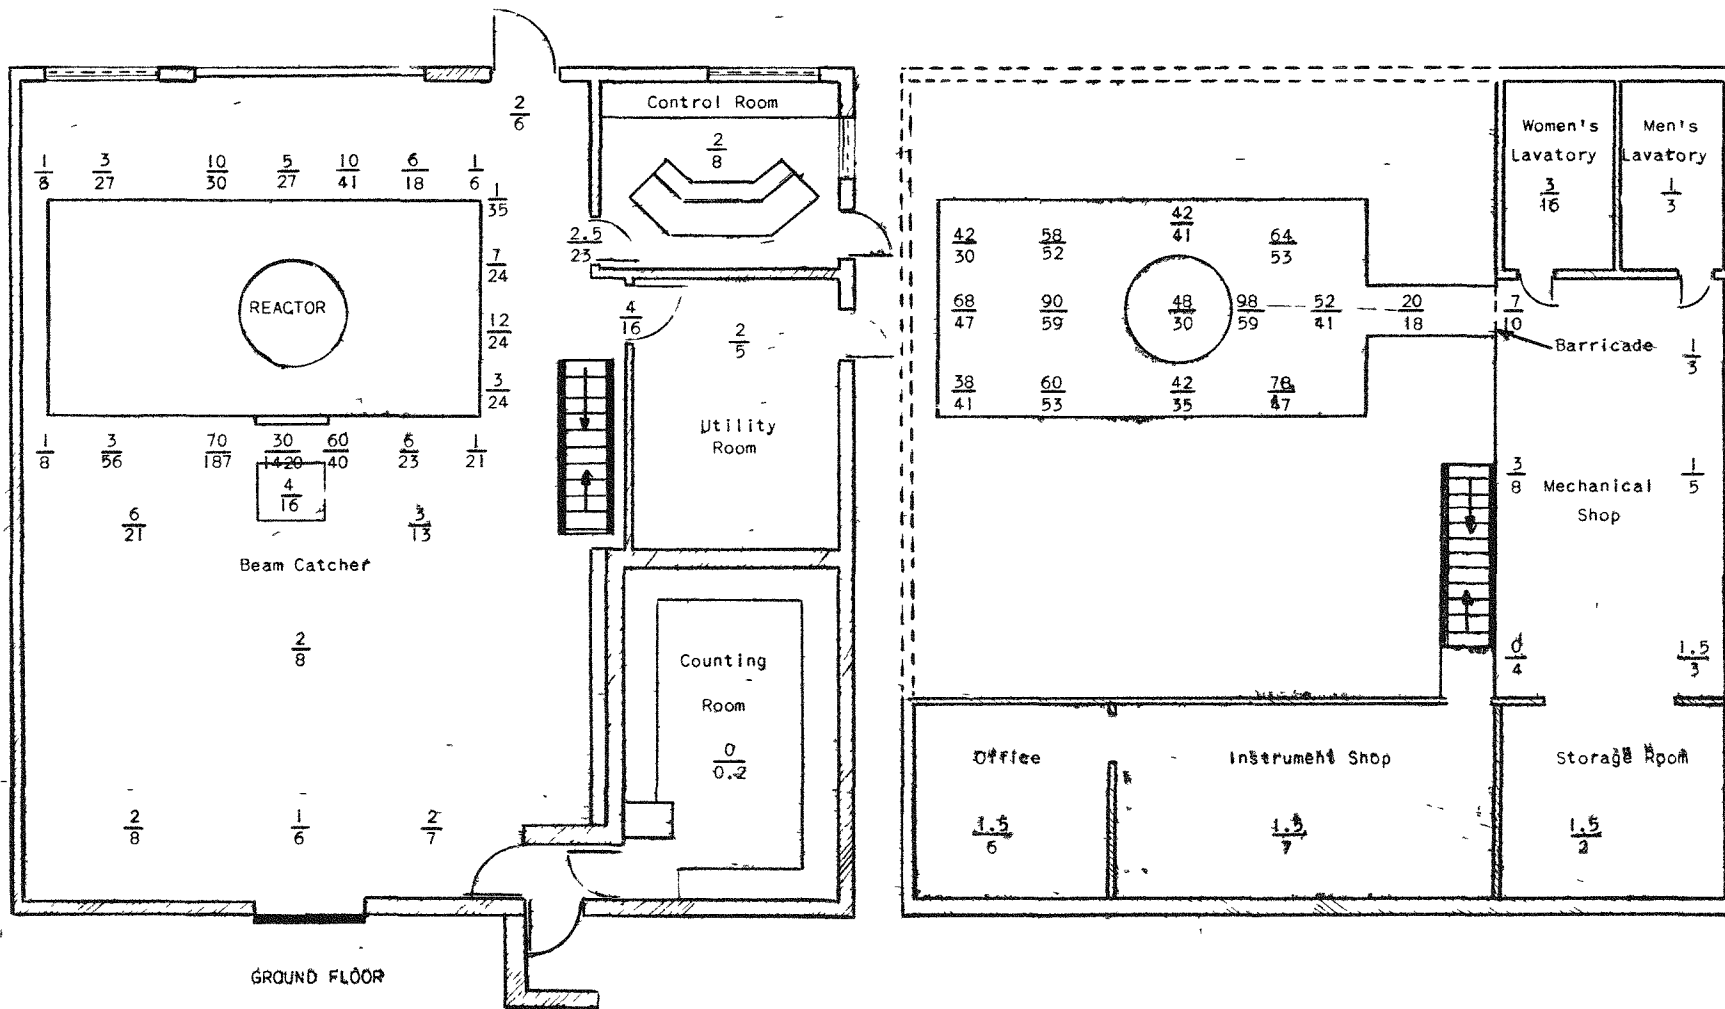 Control Room
2/6
2/8
1/8 3/27 10/30 5/27 10/41 6/18 1/6
1/35
2.5/23
7/24
REACTOR
4/16
12/24
2/5
3/24
Utility
Room
1/8 3/56 70/187 30/1420 60/40 6/23 1/21
4/16
6/21 3/13
Beam Catcher
2/8
Counting
Room
0/0.2
2/8 1/6 2/7
GROUND FLOOR
Women's
Lavatory
3/16
Men's
Lavatory
1/3
42/30 58/52 42/41 64/53
68/47 90/59 48/30 98/59 52/41 20/18 7/10
Barricade
1/3
38/41 60/53 42/35 78/47
3/8 Mechanical
Shop
1/5
0/4 1.5/3
Office
1.5/6
Instrument Shop
1.5/7
Storage Room
1.5/2